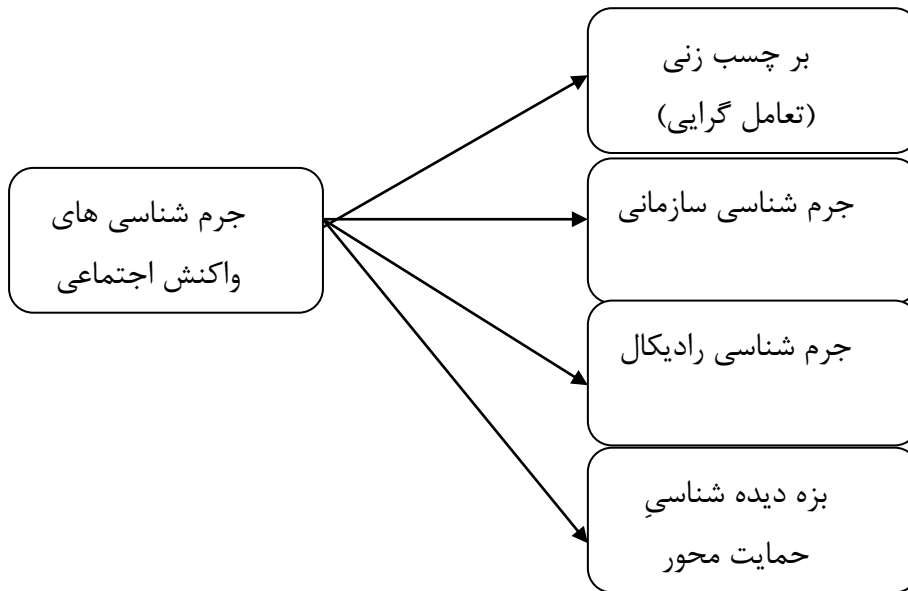 بر چسب زنی
(تعامل گرایی)
جرم شناسی های
واکنش اجتماعی
جرم شناسی سازمانی
جرم شناسی رادیکال
بزه دیده شناسیِ
حمایت محور